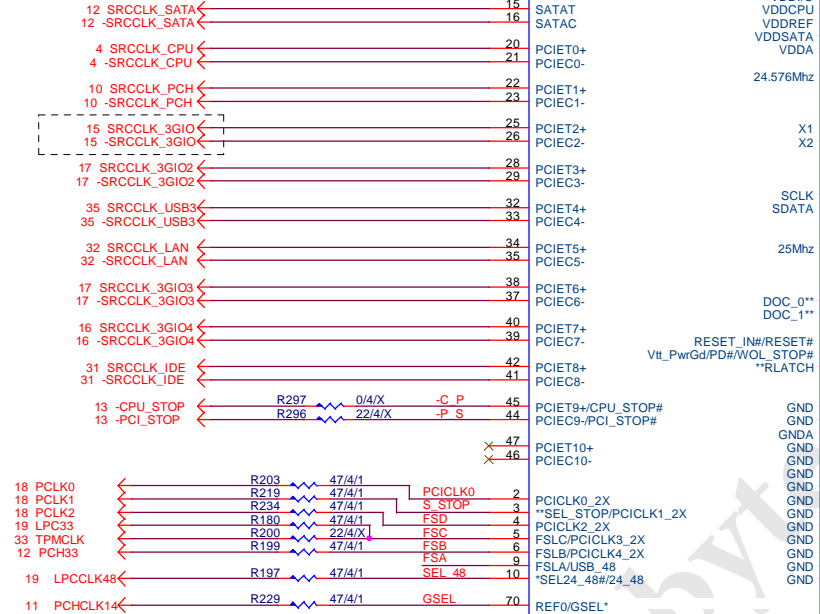 12 SRCCLK_SATA 15 SATAT VDDCPU
12 -SRCCLK_SATA 16 SATAC VDDREF
VDDSATA
4 SRCCLK_CPU 20 PCIET0+ VDDA
4 -SRCCLK_CPU 21 PCIEC0-
10 SRCCLK_PCH 22 PCIET1+ 24.576Mhz
10 -SRCCLK_PCH 23 PCIEC1-
15 SRCCLK_3GIO 25 PCIET2+ X1
15 -SRCCLK_3GIO 26 PCIEC2- X2
17 SRCCLK_3GIO2 28 PCIET3+
17 -SRCCLK_3GIO2 29 PCIEC3-
SCLK
35 SRCCLK_USB3 32 PCIET4+ SDATA
35 -SRCCLK_USB3 33 PCIEC4-
32 SRCCLK_LAN 34 PCIET5+ 25Mhz
32 -SRCCLK_LAN 35 PCIEC5-
17 SRCCLK_3GIO3 38 PCIET6+
17 -SRCCLK_3GIO3 37 PCIEC6- DOC_0**
DOC_1**
16 SRCCLK_3GIO4 40 PCIET7+
16 -SRCCLK_3GIO4 39 PCIEC7- RESET_IN#/RESET#
Vtt_PwrGd/PD#/WOL_STOP#
31 SRCCLK_IDE 42 PCIET8+ **RLATCH
31 -SRCCLK_IDE 41 PCIEC8-
13 -CPU_STOP R297 0/4/X -C_P 45 PCIET9+/CPU_STOP# GND
13 -PCI_STOP R296 22/4/X -P_S 44 PCIEC9-/PCI_STOP# GND
GNDA
47 PCIET10+ GND
46 PCIEC10- GND
18 PCLK0 R203 47/4/1 PCICLK0 2 PCICLK0_2X GND
18 PCLK1 R219 47/4/1 S_STOP 3 **SEL_STOP/PCICLK1_2X GND
18 PCLK2 R234 47/4/1 FSD 4 PCICLK2_2X GND
19 LPC33 R180 47/4/1 FSC 5 FSLC/PCICLK3_2X GND
33 TPMCLK R200 22/4/X FSB 6 FSLB/PCICLK4_2X GND
12 PCH33 R199 47/4/1 FSA 9 FSLA/USB_48 GND
19 LPCCLK48 R197 47/4/1 SEL_48 10 *SEL24_48#/24_48 GND
11 PCHCLK14 R229 47/4/1 GSEL 70 REF0/GSEL* GND